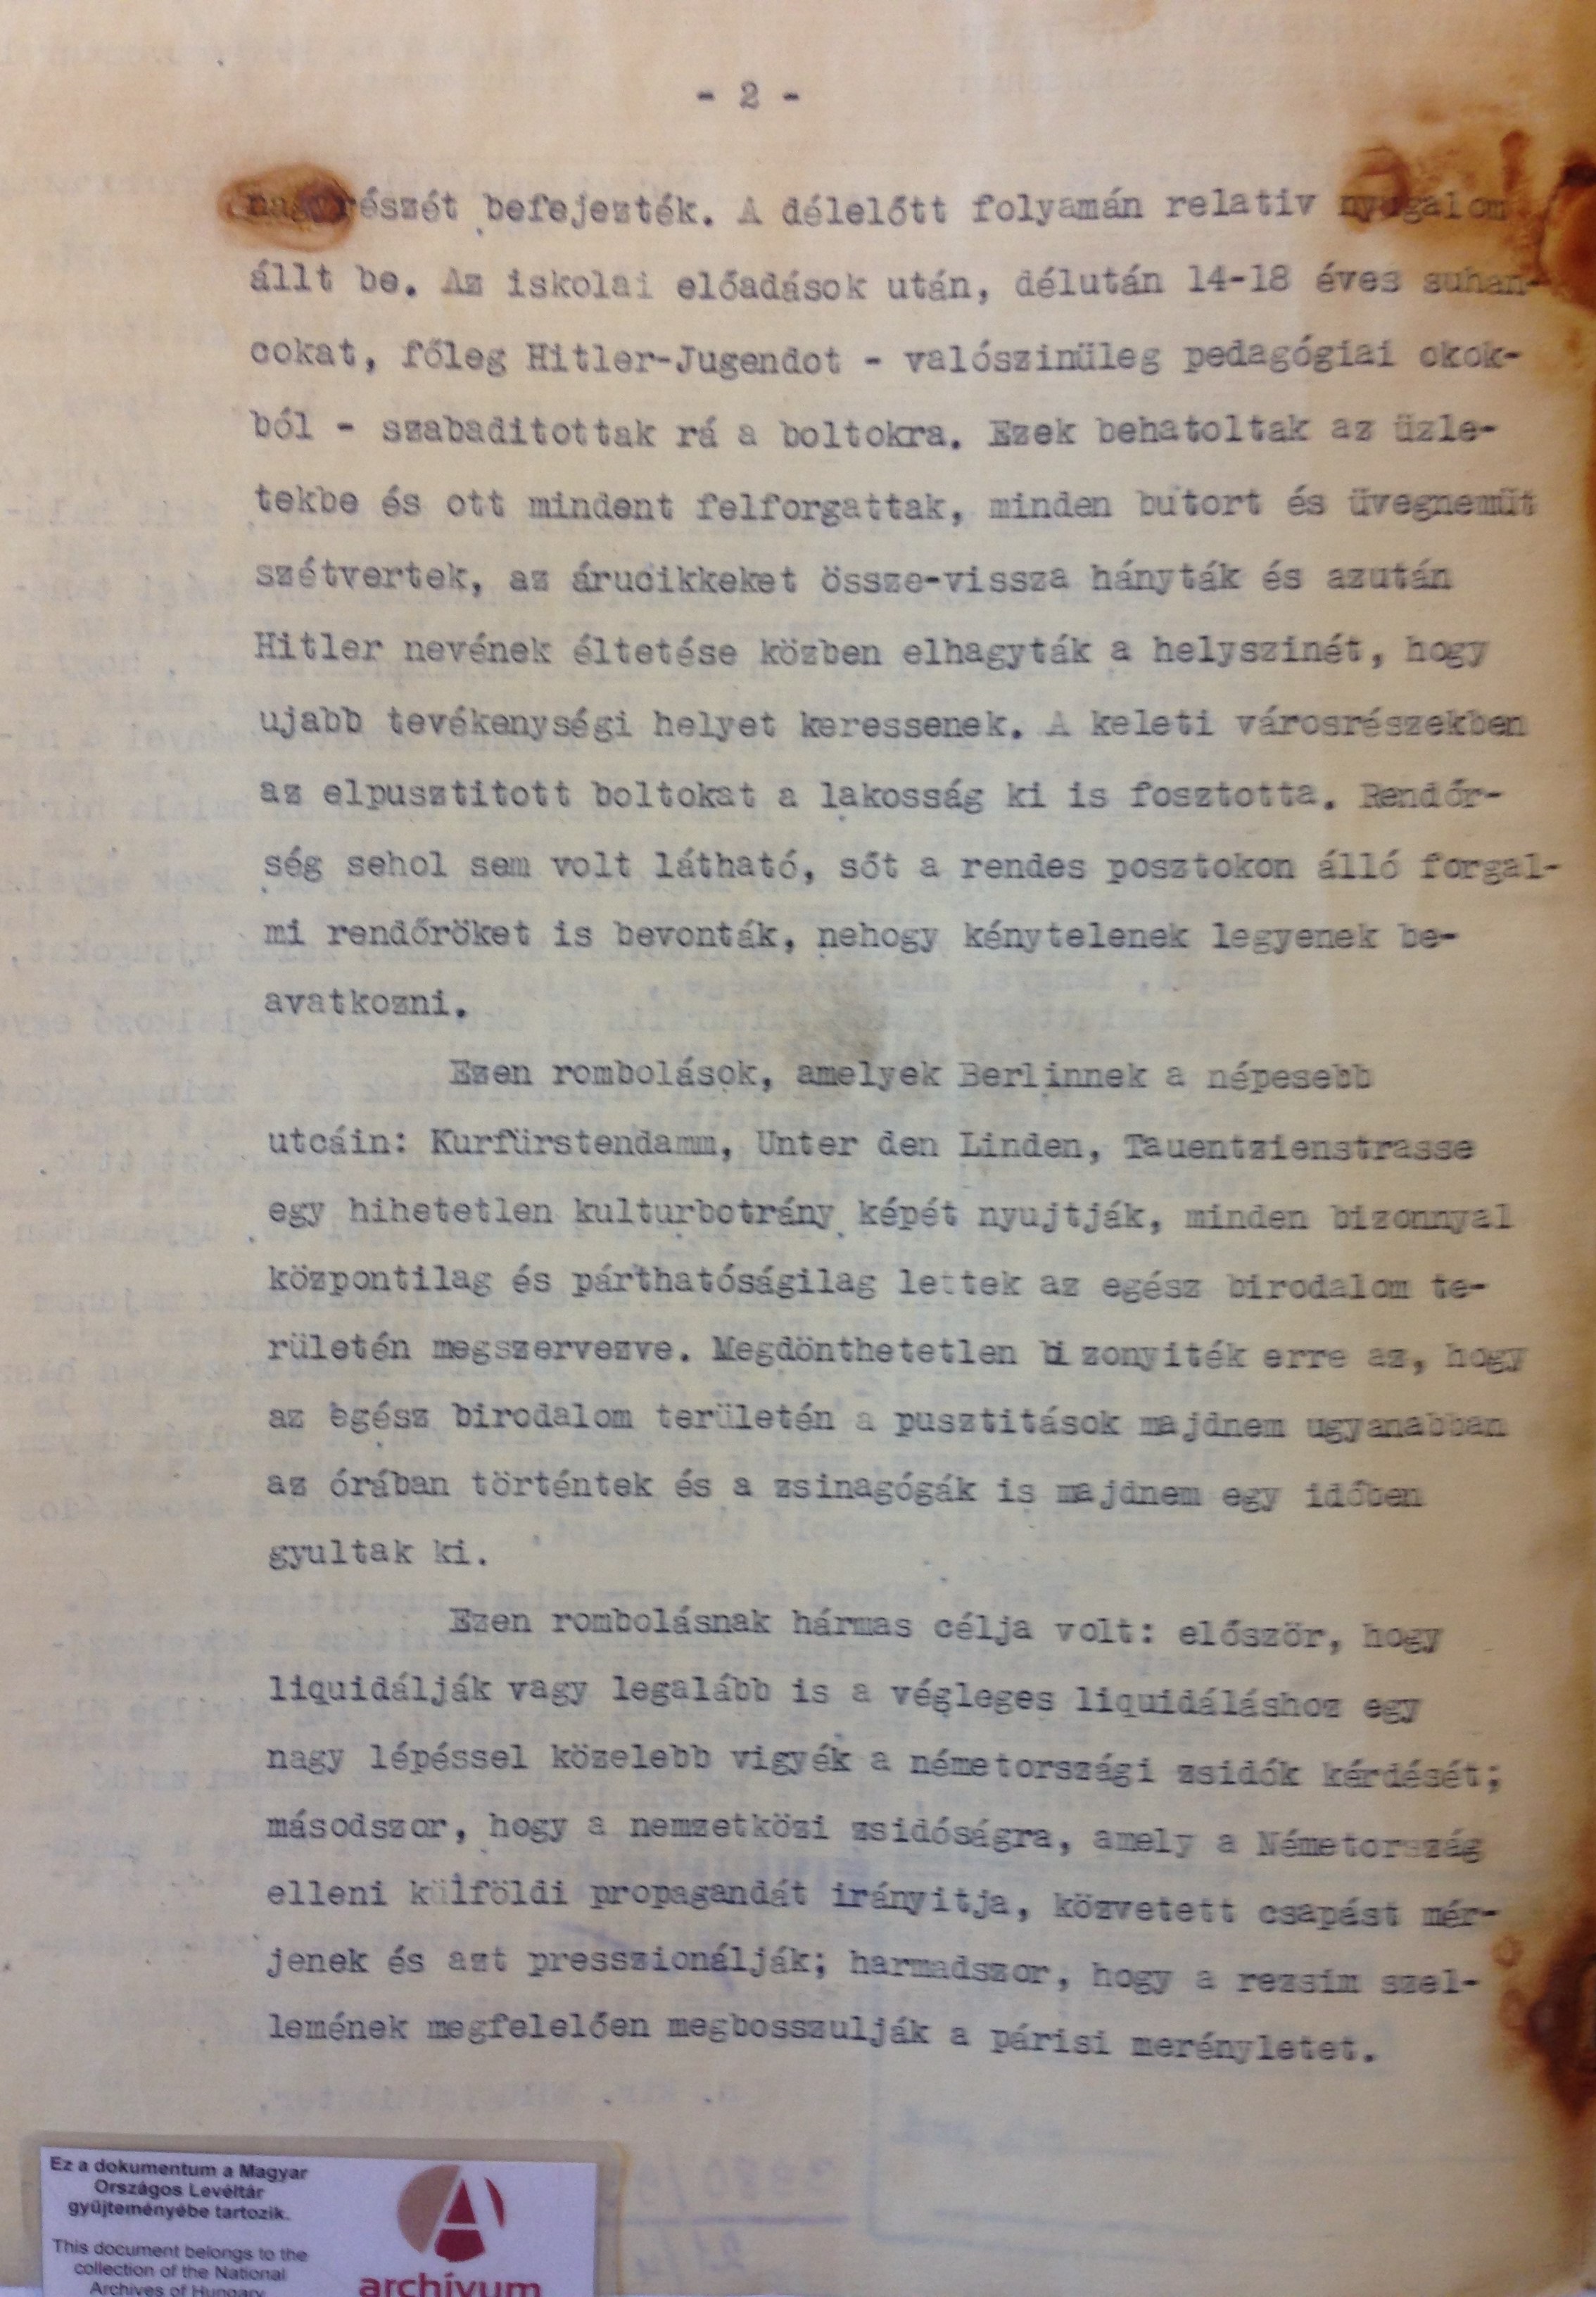 - 2 -
nagyrészét befejezték. A délelőtt folyamán relativ nyugalom
állt be. Az iskolai előadások után, délután 14-18 éves suhan-
cokat, főleg Hitler-Jugendot - valószinüleg pedagógiai okok-
ból - szabaditottak rá a boltokra. Ezek behatoltak az üzle-
tekbe és ott mindent felforgattak, minden butort és üvegnemüt
szétvertek, az árucikkeket össze-vissza hányták és azután
Hitler nevének éltetése közben elhagyták a helyszinét, hogy
ujabb tevékenységi helyet keressenek. A keleti városrészekben
az elpusztitott boltokat a lakosság ki is fosztotta. Rendőr-
ség sehol sem volt látható, sőt a rendes posztokon álló forgal-
mi rendőröket is bevonták, nehogy kénytelenek legyenek be-
avatkozni.
Ezen rombolások, amelyek Berlinnek a népesebb
utcáin: Kurfürstendamm, Unter den Linden, Tauentzienstrasse
egy hihetetlen kulturbotrány képét nyujtják, minden bizonnyal
központilag és párthatóságilag lettek az egész birodalom te-
rületén megszervezve. Megdönthetetlen bizonyiték erre az, hogy
az egész birodalom területén a pusztitások majdnem ugyanabban
az órában történtek és a zsinagógák is majdnem egy időben
gyultak ki.
Ezen rombolásnak hármas célja volt: először, hogy
liquidálják vagy legalább is a végleges liquidáláshoz egy
nagy lépéssel közelebb vigyék a németországi zsidók kérdését;
másodszor, hogy a nemzetközi zsidóságra, amely a Németország
elleni külföldi propagandát irányitja, közvetett csapást mér-
jenek és azt presszionálják; harmadszor, hogy a rezsim szel-
lemének megfelelően megbosszulják a párisi merényletet.
Ez a dokumentum a Magyar
Országos Levéltár
gyűjteményébe tartozik.
This document belongs to the
collection of the National
Archives of Hungary
archívum